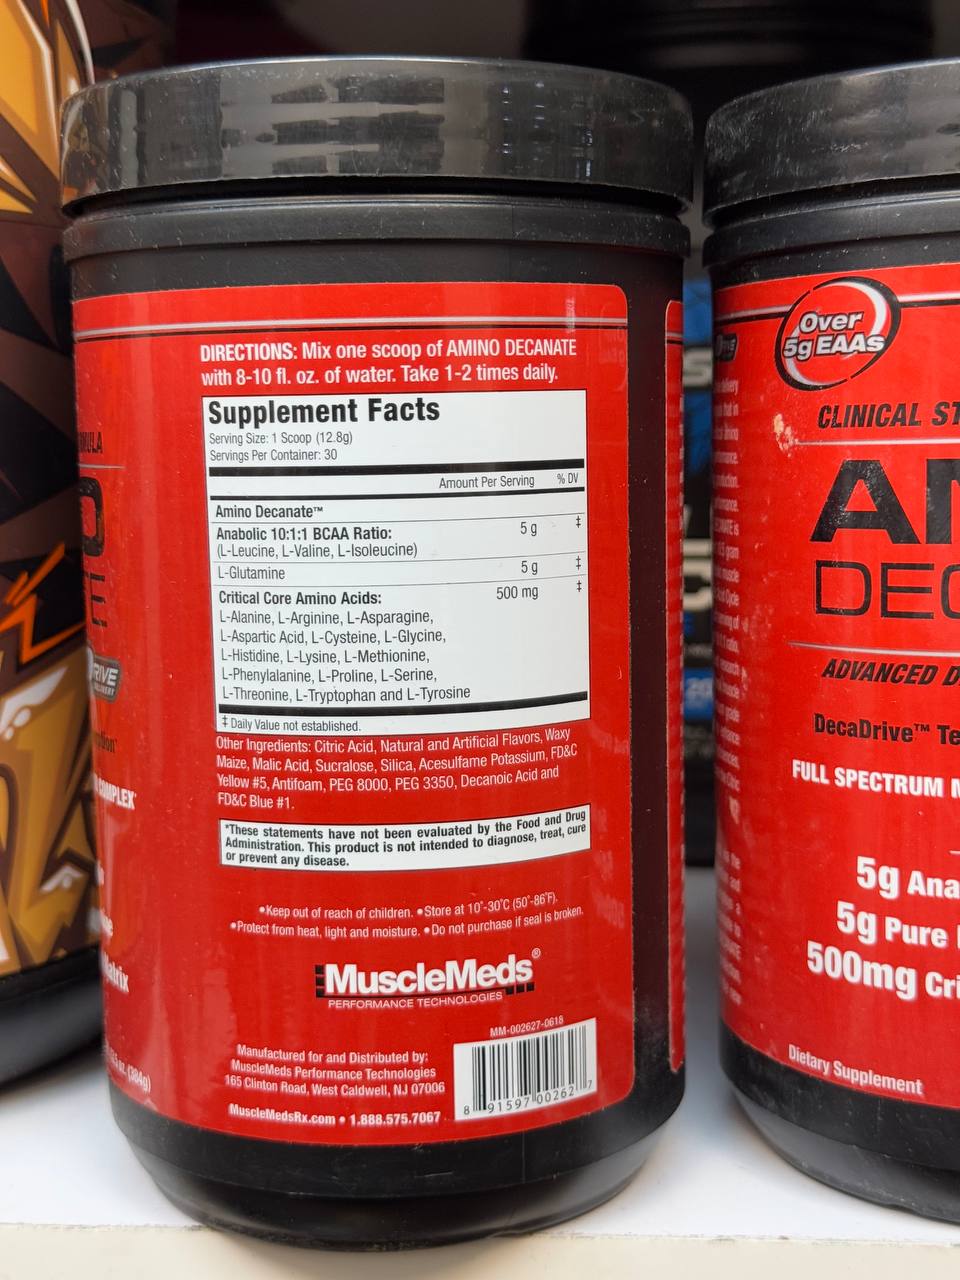 DIRECTIONS: Mix one scoop of AMINO DECANATE
with 8-10 fl. oz. of water. Take 1-2 times daily.
Supplement Facts
Serving Size: 1 Scoop (12.8g)
Servings Per Container: 30
Amount Per Serving % DV
Amino Decanate™
Anabolic 10:1:1 BCAA Ratio: 5 g ‡
(L-Leucine, L-Valine, L-Isoleucine)
L-Glutamine 5 g ‡
Critical Core Amino Acids: 500 mg ‡
L-Alanine, L-Arginine, L-Asparagine,
L-Aspartic Acid, L-Cysteine, L-Glycine,
L-Histidine, L-Lysine, L-Methionine,
L-Phenylalanine, L-Proline, L-Serine,
L-Threonine, L-Tryptophan and L-Tyrosine
‡ Daily Value not established.
Other Ingredients: Citric Acid, Natural and Artificial Flavors, Waxy
Maize, Malic Acid, Sucralose, Silica, Acesulfame Potassium, FD&C
Yellow #5, Antifoam, PEG 8000, PEG 3350, Decanoic Acid and
FD&C Blue #1.
*These statements have not been evaluated by the Food and Drug
Administration. This product is not intended to diagnose, treat, cure
or prevent any disease.
•Keep out of reach of children. •Store at 10°-30°C (50°-86°F).
•Protect from heat, light and moisture. •Do not purchase if seal is broken.
MuscleMeds®
PERFORMANCE TECHNOLOGIES
MM-002627-0618
Manufactured for and Distributed by:
MuscleMeds Performance Technologies
165 Clinton Road, West Caldwell, NJ 07006
MuscleMedsRx.com • 1.888.575.7067
8 91597 00262 7
COMPLEX*
(384g)
Over
5g EAAs
CLINICAL ST
AM
DEC
ADVANCED D
DecaDrive™ Te
FULL SPECTRUM
5g Ana
5g Pure
500mg Cri
Dietary Supplement